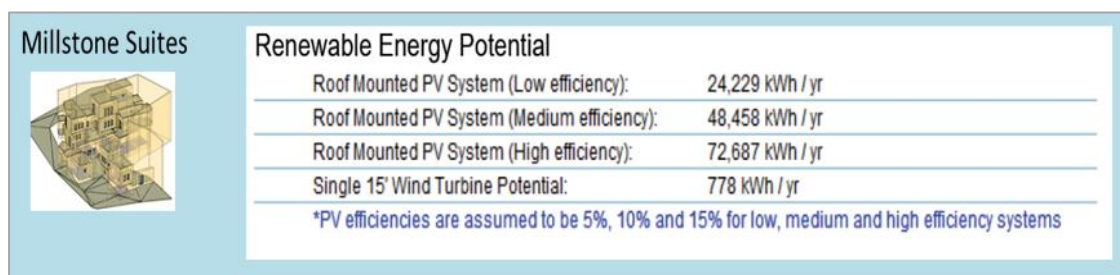 Millstone Suites
Renewable Energy Potential
Roof Mounted PV System (Low efficiency): 24,229 kWh / yr
Roof Mounted PV System (Medium efficiency): 48,458 kWh / yr
Roof Mounted PV System (High efficiency): 72,687 kWh / yr
Single 15' Wind Turbine Potential: 778 kWh / yr
*PV efficiencies are assumed to be 5%, 10% and 15% for low, medium and high efficiency systems